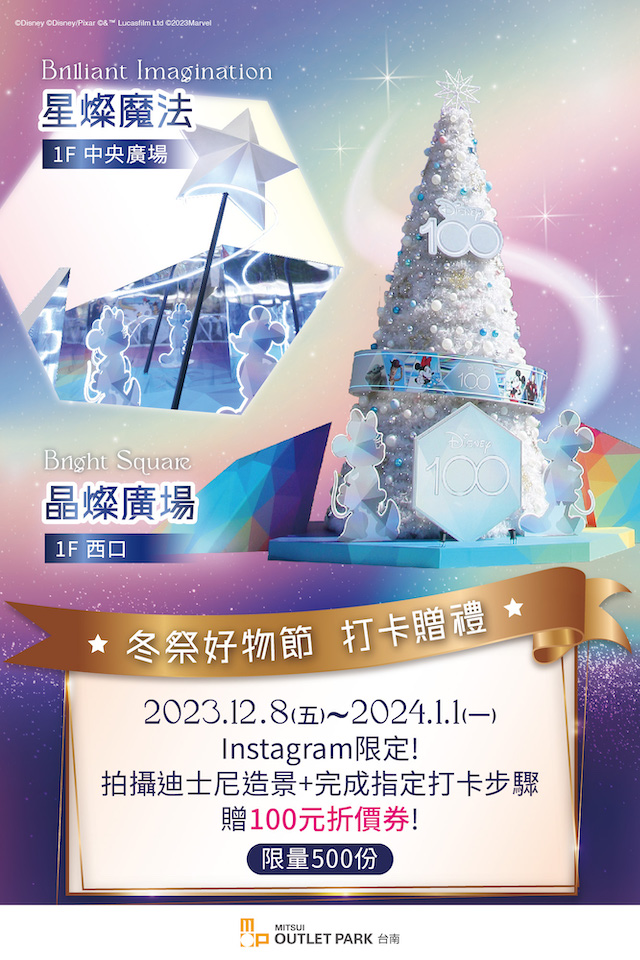 ©Disney ©Disney/Pixar ©&™ Lucasfilm Ltd ©2023Marvel
Brilliant Imagination
星燦魔法
1F 中央廣場
Disney
100
100
Disney
100
Bright Square
晶燦廣場
1F 西口
冬祭好物節 打卡贈禮
2023.12.8(五)~2024.1.1(一)
Instagram限定!
拍攝迪士尼造景+完成指定打卡步驟
贈100元折價券!
限量500份
mop
MITSUI
OUTLET PARK 台南